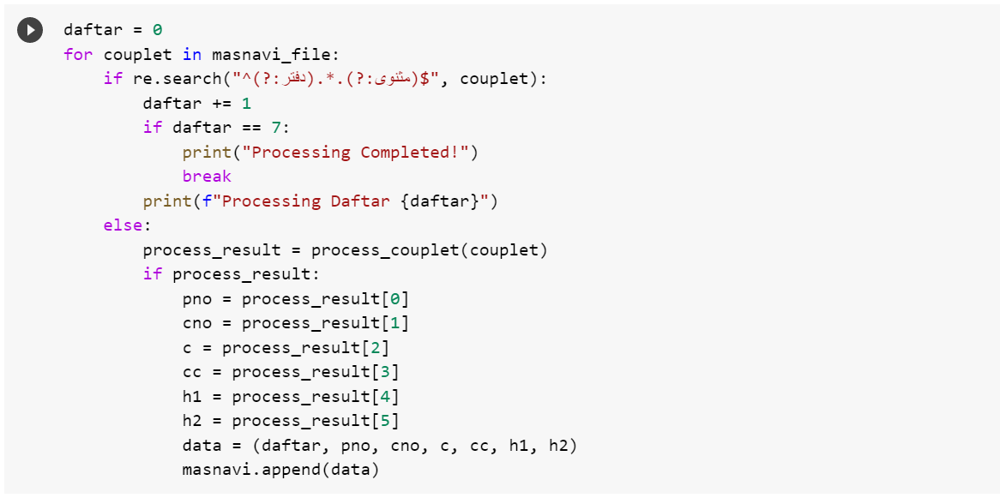 daftar = 0
for couplet in masnavi_file:
    if re.search("^(?:دفتر).*.(?:مثنوی)$", couplet):
        daftar += 1
        if daftar == 7:
            print("Processing Completed!")
            break
        print(f"Processing Daftar {daftar}")
    else:
        process_result = process_couplet(couplet)
        if process_result:
            pno = process_result[0]
            cno = process_result[1]
            c = process_result[2]
            cc = process_result[3]
            h1 = process_result[4]
            h2 = process_result[5]
            data = (daftar, pno, cno, c, cc, h1, h2)
            masnavi.append(data)